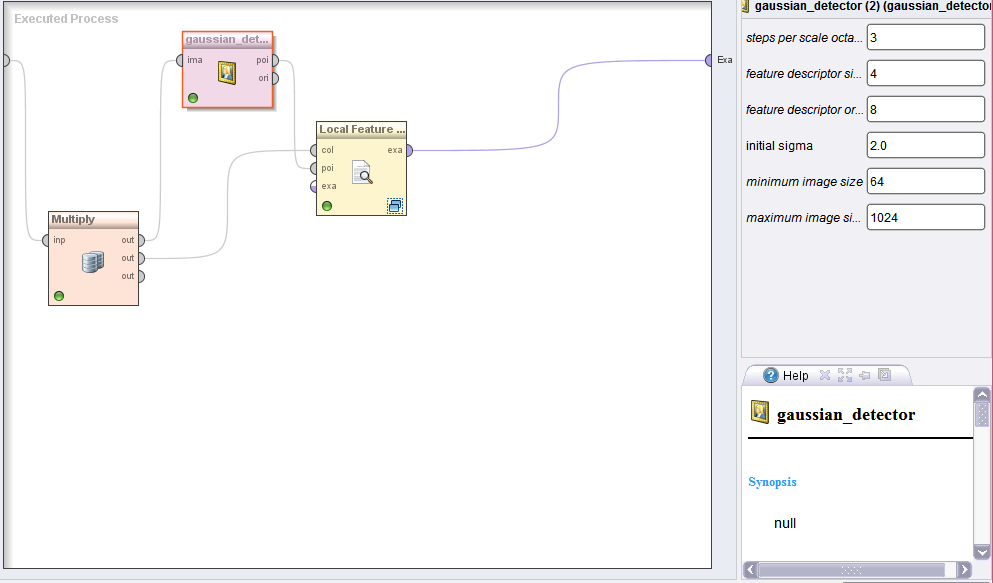 Executed Process
gaussian_det...
ima
poi
ori
Local Feature ...
col
exa
poi
exa
Multiply
inp
out
out
out
Exa
gaussian_detector (2) (gaussian_detector
steps per scale octa...
3
feature descriptor si...
4
feature descriptor or...
8
initial sigma
2.0
minimum image size
64
maximum image si...
1024
Help
gaussian_detector
Synopsis
null